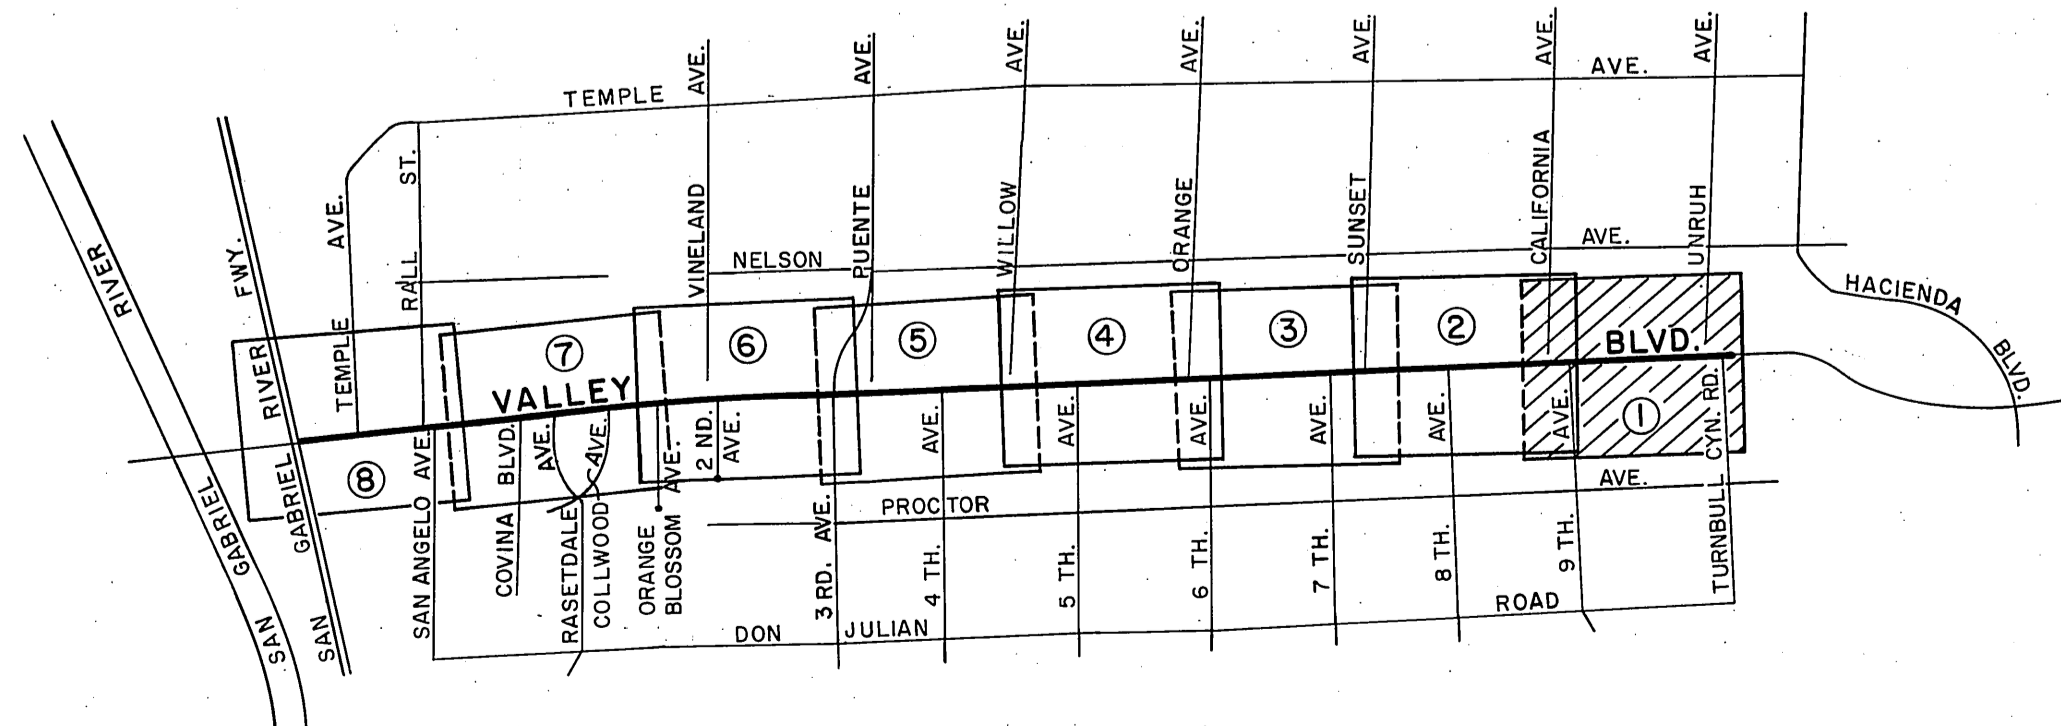 TEMPLE AVE.
AVE.
AVE.
AVE.
AVE.
AVE.
AVE.
AVE.
RALL ST.
TEMPLE AVE.
VINELAND
PUENTE
WILLOW
ORANGE
SUNSET
CALIFORNIA
UNRUH
NELSON AVE.
HACIENDA BLVD.
SAN GABRIEL RIVER
SAN GABRIEL RIVER FWY.
VALLEY BLVD.
8
7
6
5
4
3
2
1
SAN ANGELO AVE.
COVINA BLVD.
RASETDALE AVE.
COLLWOOD AVE.
ORANGE
BLOSSOM AVE.
2 ND.
AVE.
3 RD. AVE.
4 TH. AVE.
5 TH. AVE.
6 TH. AVE.
7 TH. AVE.
8 TH. AVE.
9 TH. AVE.
TURNBULL CYN. RD.
PROCTOR AVE.
DON JULIAN ROAD